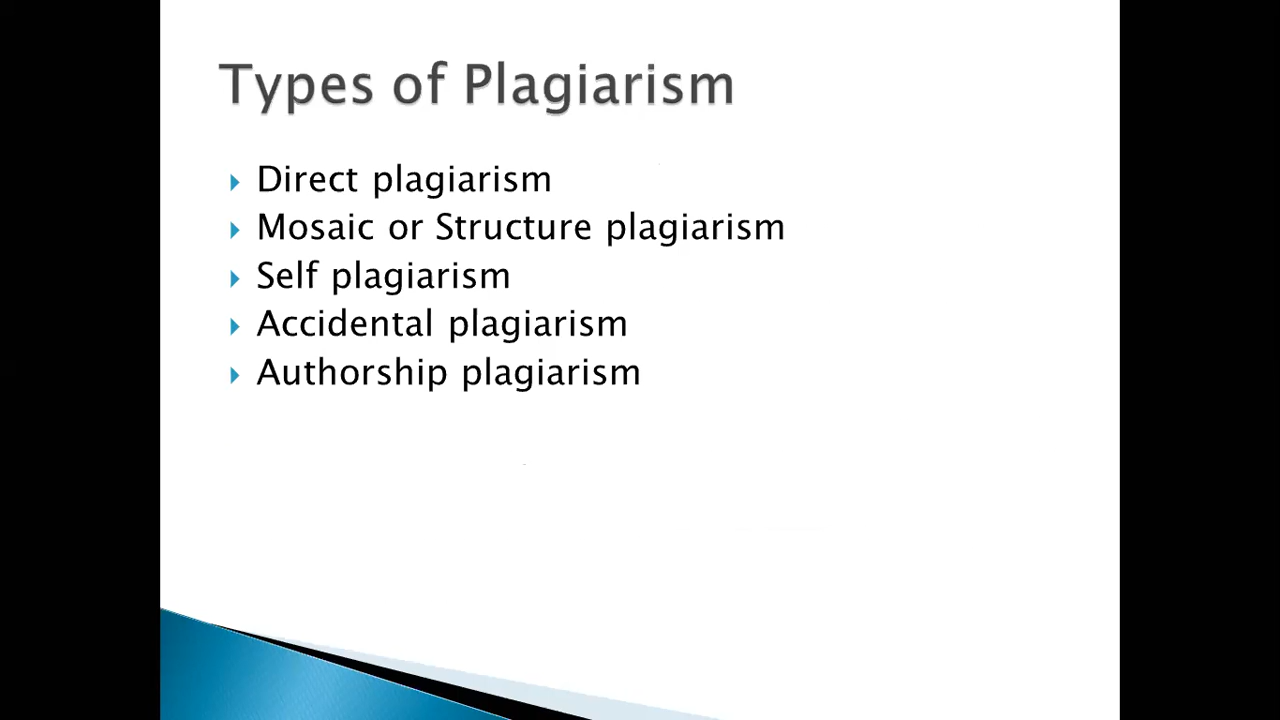 Types of Plagiarism
Direct plagiarism
Mosaic or Structure plagiarism
Self plagiarism
Accidental plagiarism
Authorship plagiarism